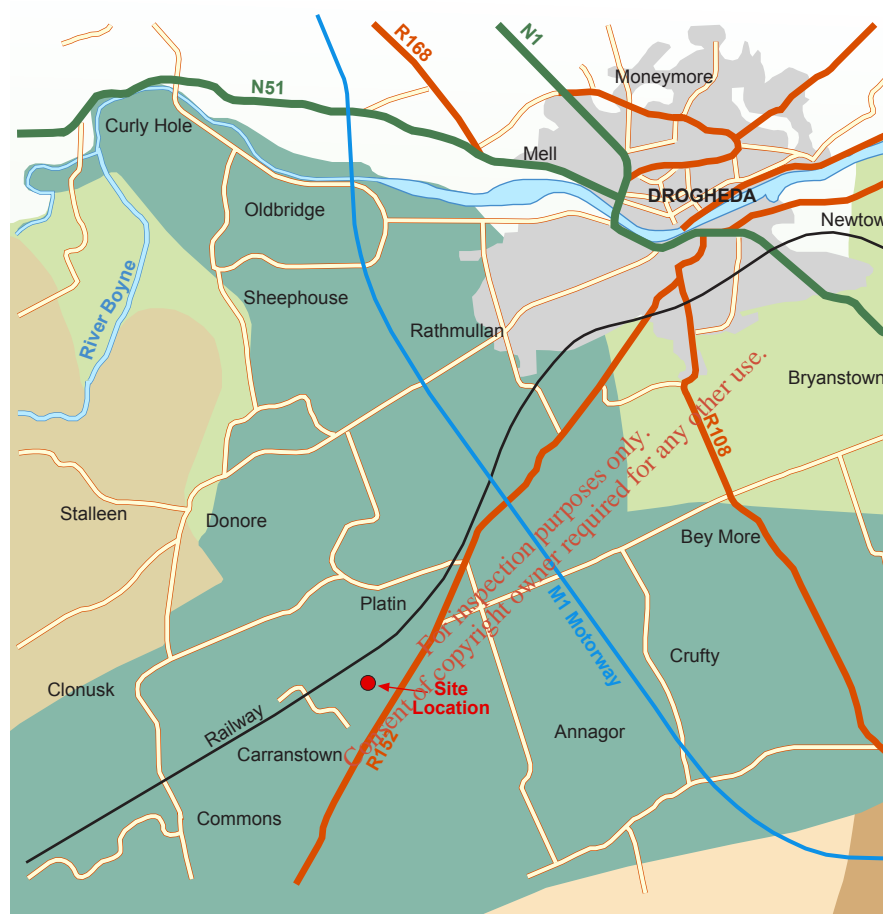 N1
R168
Moneymore
N51
Curly Hole
Mell
DROGHEDA
Oldbridge
Newtow
River Boyne
Sheephouse
Rathmullan
Bryanstown
R108
Stalleen
Donore
Bey More
For inspection purposes only.
Consent of copyright owner required for any other use.
Platin
M1 Motorway
Crufty
Clonusk
Site
Location
Railway
Annagor
Carranstown
R152
Commons